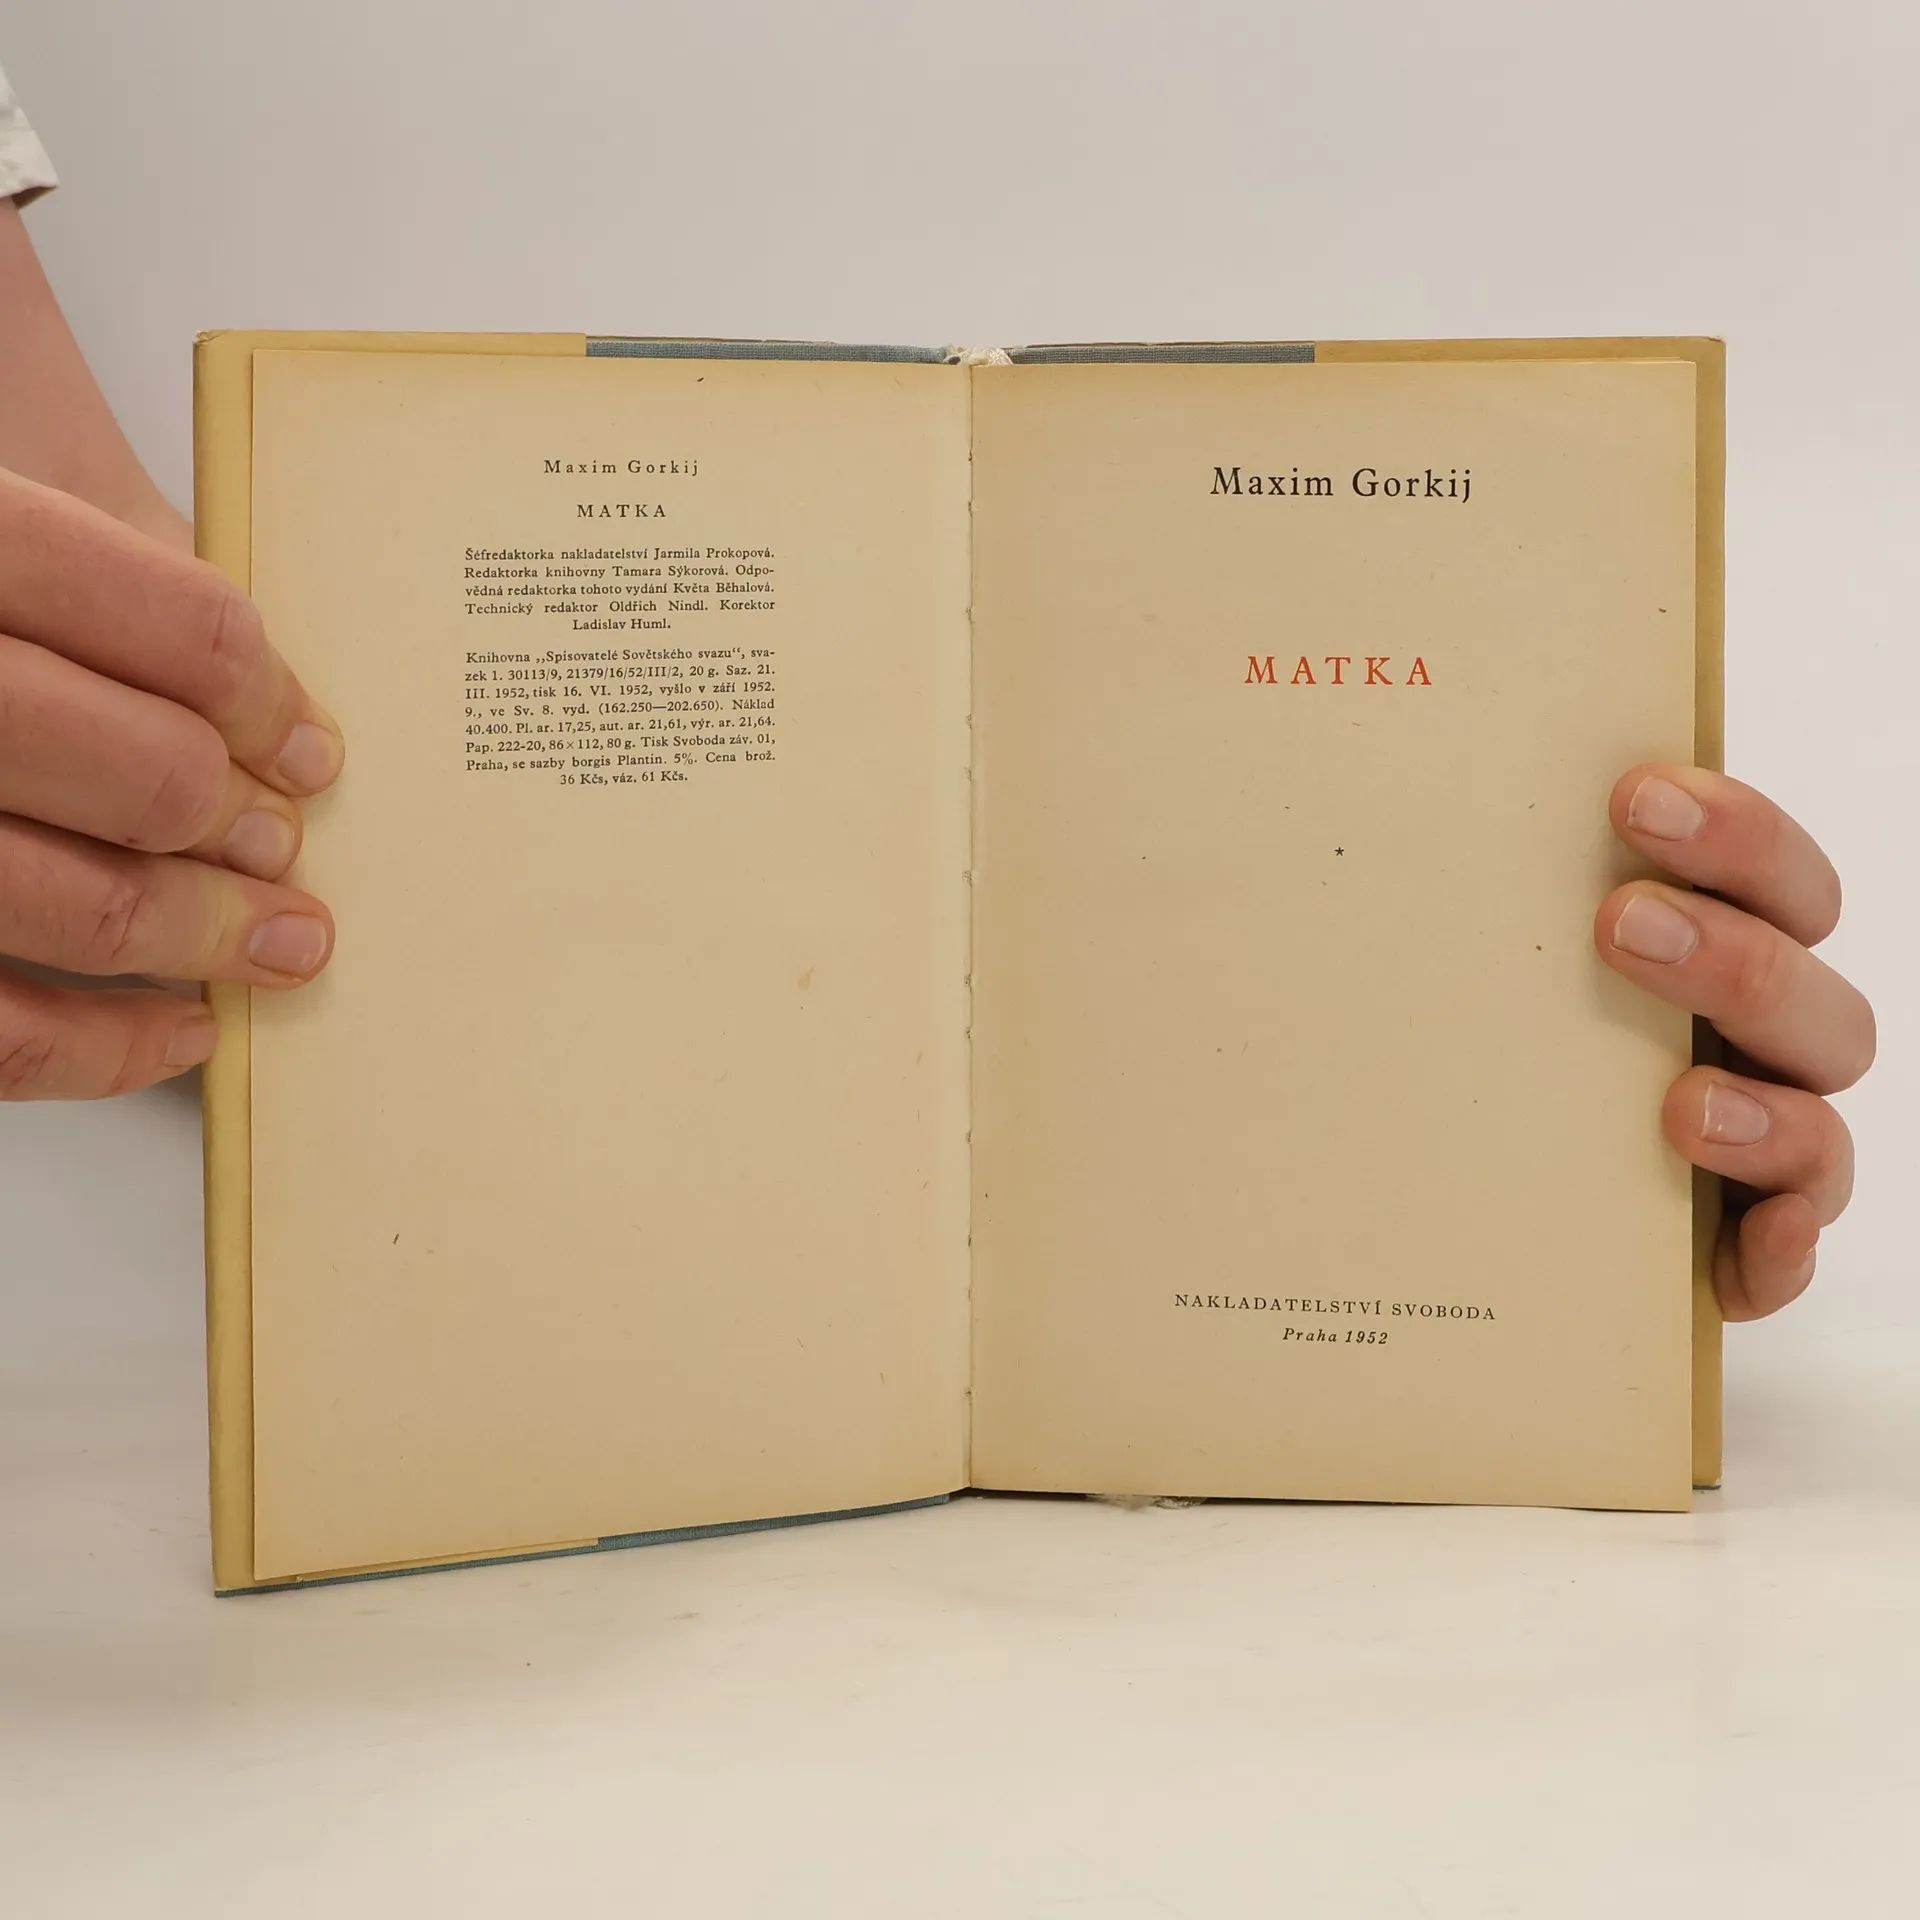 Maxim Gorkij
MATKA
Šéfredaktorka nakladatelství Jarmila Prokopová.
Redaktorka knihovny Tamara Sýkorová. Odpo-
vědná redaktorka tohoto vydání Květa Běhalová.
Technický redaktor Oldřich Nindl. Korektor
Ladislav Huml.
Knihovna „Spisovatelé Sovětského svazu“, sva-
zek 1. 30113/9, 21379/16/52/III/2, 20 g. Saz. 21.
III. 1952, tisk 16. VI. 1952, vyšlo v září 1952.
9., ve Sv. 8. vyd. (162.250—202.650). Náklad
40.400. Pl. ar. 17,25, aut. ar. 21,61, výr. ar. 21,64.
Pap. 222-20, 86×112, 80 g. Tisk Svoboda záv. 01,
Praha, se sazby borgis Plantin. 5%. Cena brož.
36 Kčs, váz. 61 Kčs.
Maxim Gorkij
MATKA
*
NAKLADATELSTVÍ SVOBODA
Praha 1952